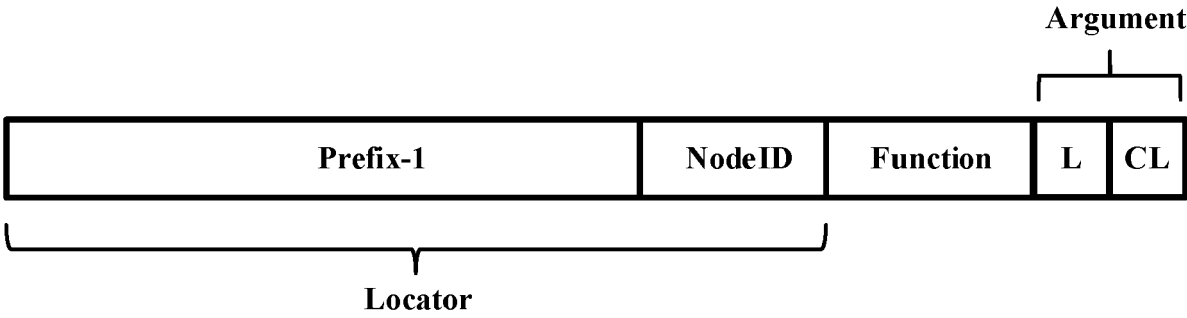 Argument
Prefix-1 NodeID Function L CL
Locator